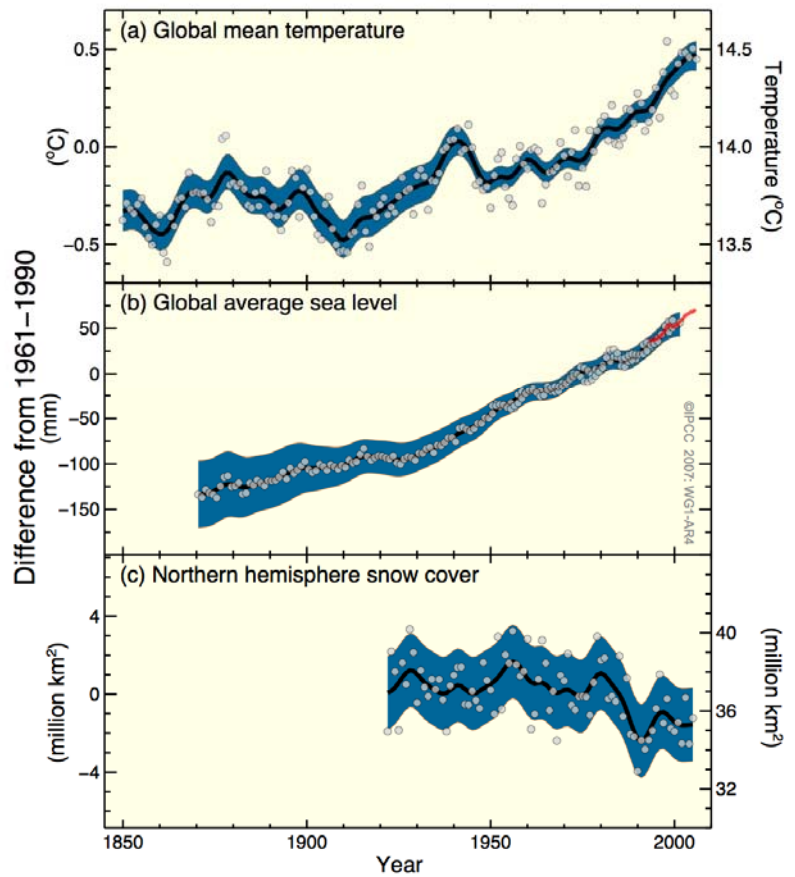 (a) Global mean temperature
0.5
0.0
−0.5
(°C)
14.5
14.0
13.5
Temperature (°C)
Difference from 1961−1990
(b) Global average sea level
50
0
−50
−100
−150
(mm)
©IPCC 2007: WG1-AR4
(c) Northern hemisphere snow cover
4
0
−4
(million km²)
40
36
32
(million km²)
1850
1900
1950
2000
Year